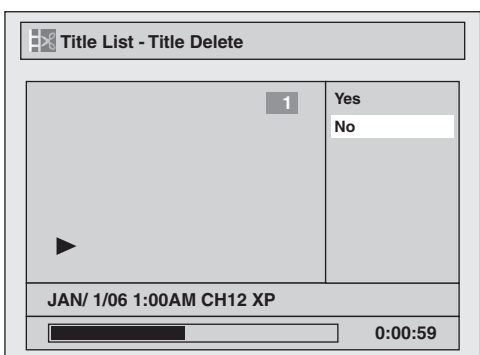 Title List - Title Delete
1
Yes
No
JAN/ 1/06 1:00AM CH12 XP
0:00:59